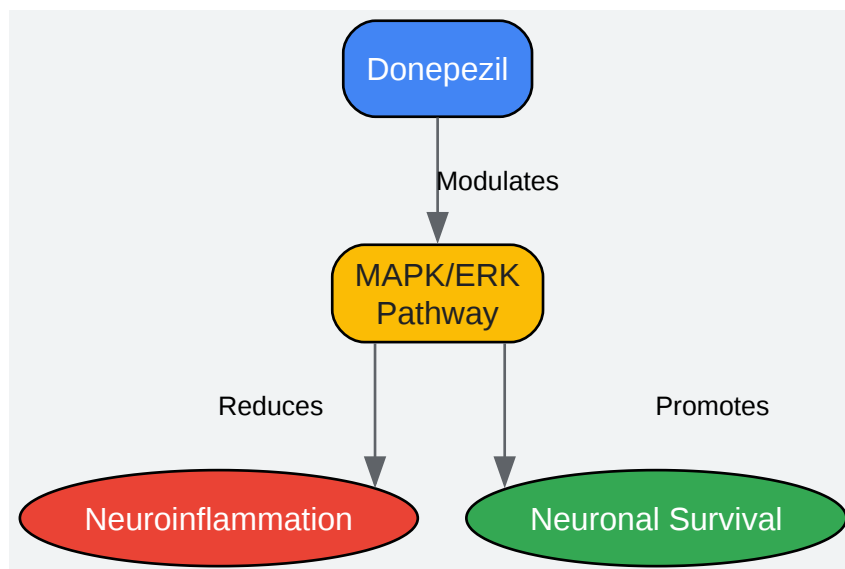 Donepezil
Modulates
MAPK/ERK
Pathway
Reduces
Promotes
Neuroinflammation
Neuronal Survival